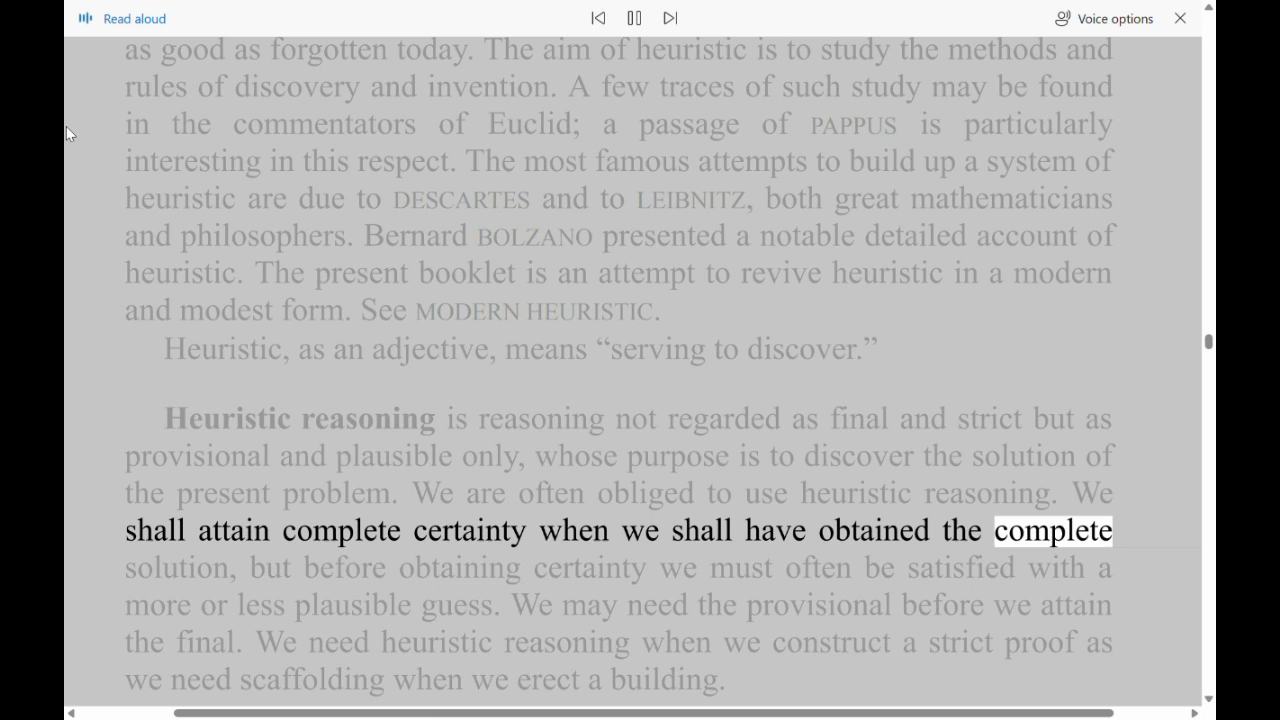 Read aloud
Voice options
as good as forgotten today. The aim of heuristic is to study the methods and
rules of discovery and invention. A few traces of such study may be found
in the commentators of Euclid; a passage of PAPPUS is particularly
interesting in this respect. The most famous attempts to build up a system of
heuristic are due to DESCARTES and to LEIBNITZ, both great mathematicians
and philosophers. Bernard BOLZANO presented a notable detailed account of
heuristic. The present booklet is an attempt to revive heuristic in a modern
and modest form. See MODERN HEURISTIC.
Heuristic, as an adjective, means “serving to discover.”
Heuristic reasoning is reasoning not regarded as final and strict but as
provisional and plausible only, whose purpose is to discover the solution of
the present problem. We are often obliged to use heuristic reasoning. We
shall attain complete certainty when we shall have obtained the complete
solution, but before obtaining certainty we must often be satisfied with a
more or less plausible guess. We may need the provisional before we attain
the final. We need heuristic reasoning when we construct a strict proof as
we need scaffolding when we erect a building.